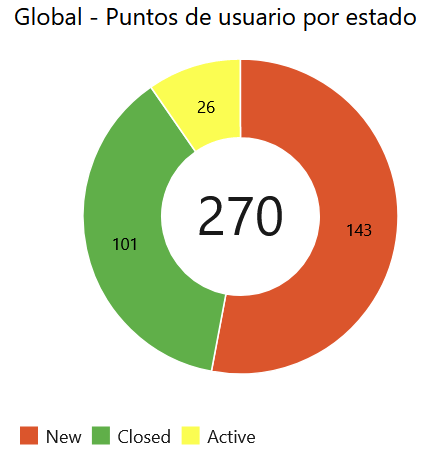 Global - Puntos de usuario por estado
26
270
143
101
New Closed Active